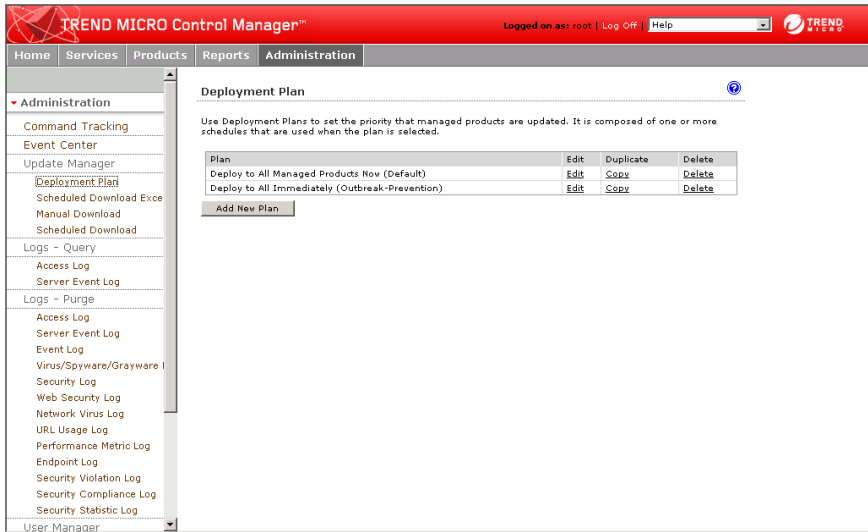 TREND MICRO Control Manager™
Logged on as: root | Log Off | Help
TREND
MICRO
Home Services Products Reports Administration
Administration
Command Tracking
Event Center
Update Manager
Deployment Plan
Scheduled Download Exce
Manual Download
Scheduled Download
Logs - Query
Access Log
Server Event Log
Logs - Purge
Access Log
Server Event Log
Event Log
Virus/Spyware/Grayware
Security Log
Web Security Log
Network Virus Log
URL Usage Log
Performance Metric Log
Endpoint Log
Security Violation Log
Security Compliance Log
Security Statistic Log
User Manager
Deployment Plan
?
Use Deployment Plans to set the priority that managed products are updated. It is composed of one or more
schedules that are used when the plan is selected.
Plan Edit Duplicate Delete
Deploy to All Managed Products Now (Default) Edit Copy Delete
Deploy to All Immediately (Outbreak-Prevention) Edit Copy Delete
Add New Plan